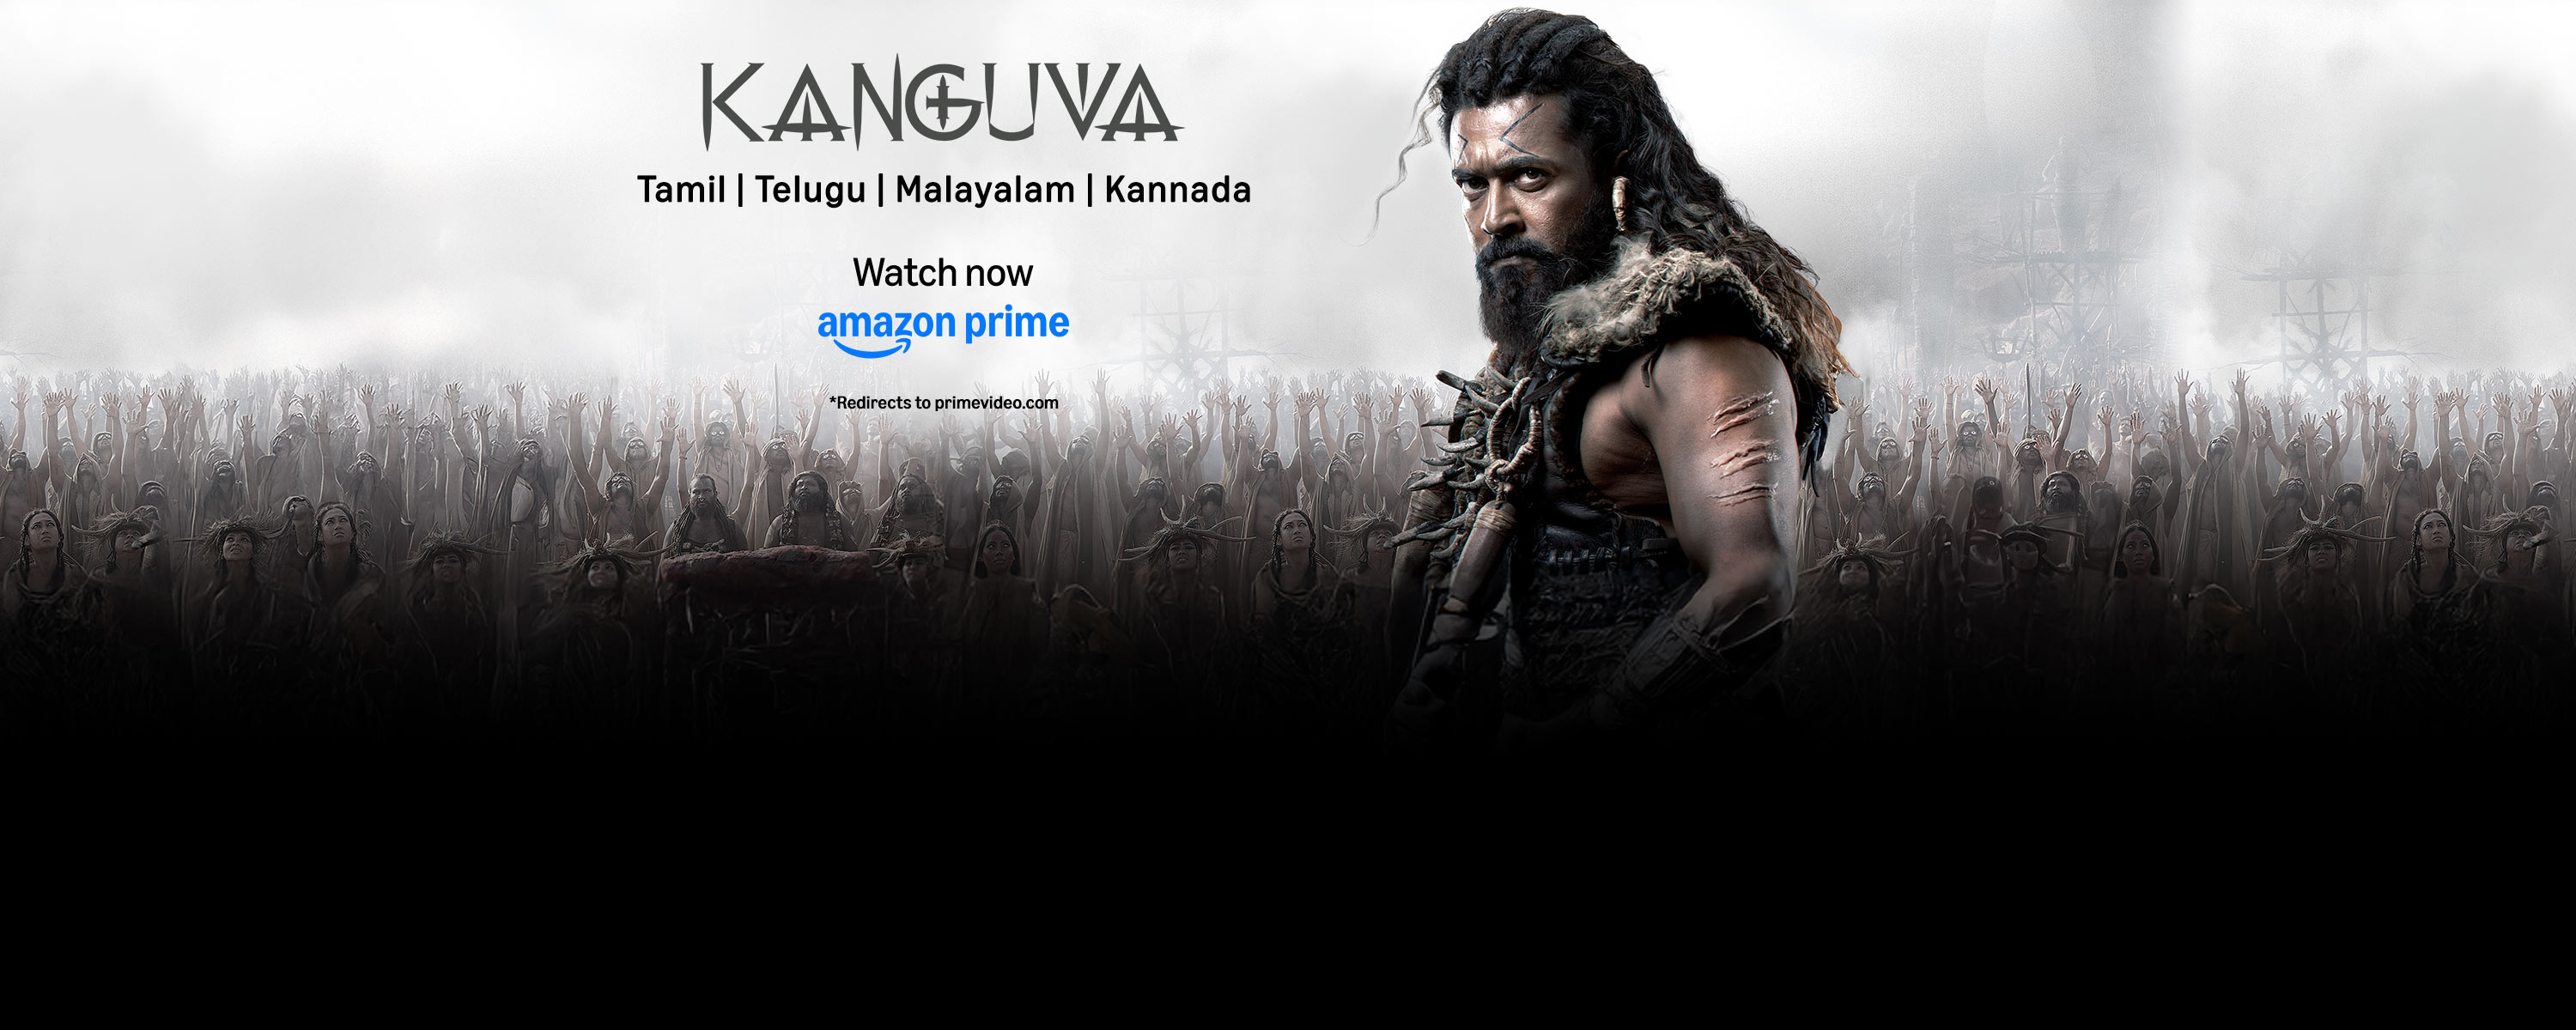 KANGUVA
Tamil | Telugu | Malayalam | Kannada
Watch now
amazon prime
*Redirects to primevideo.com